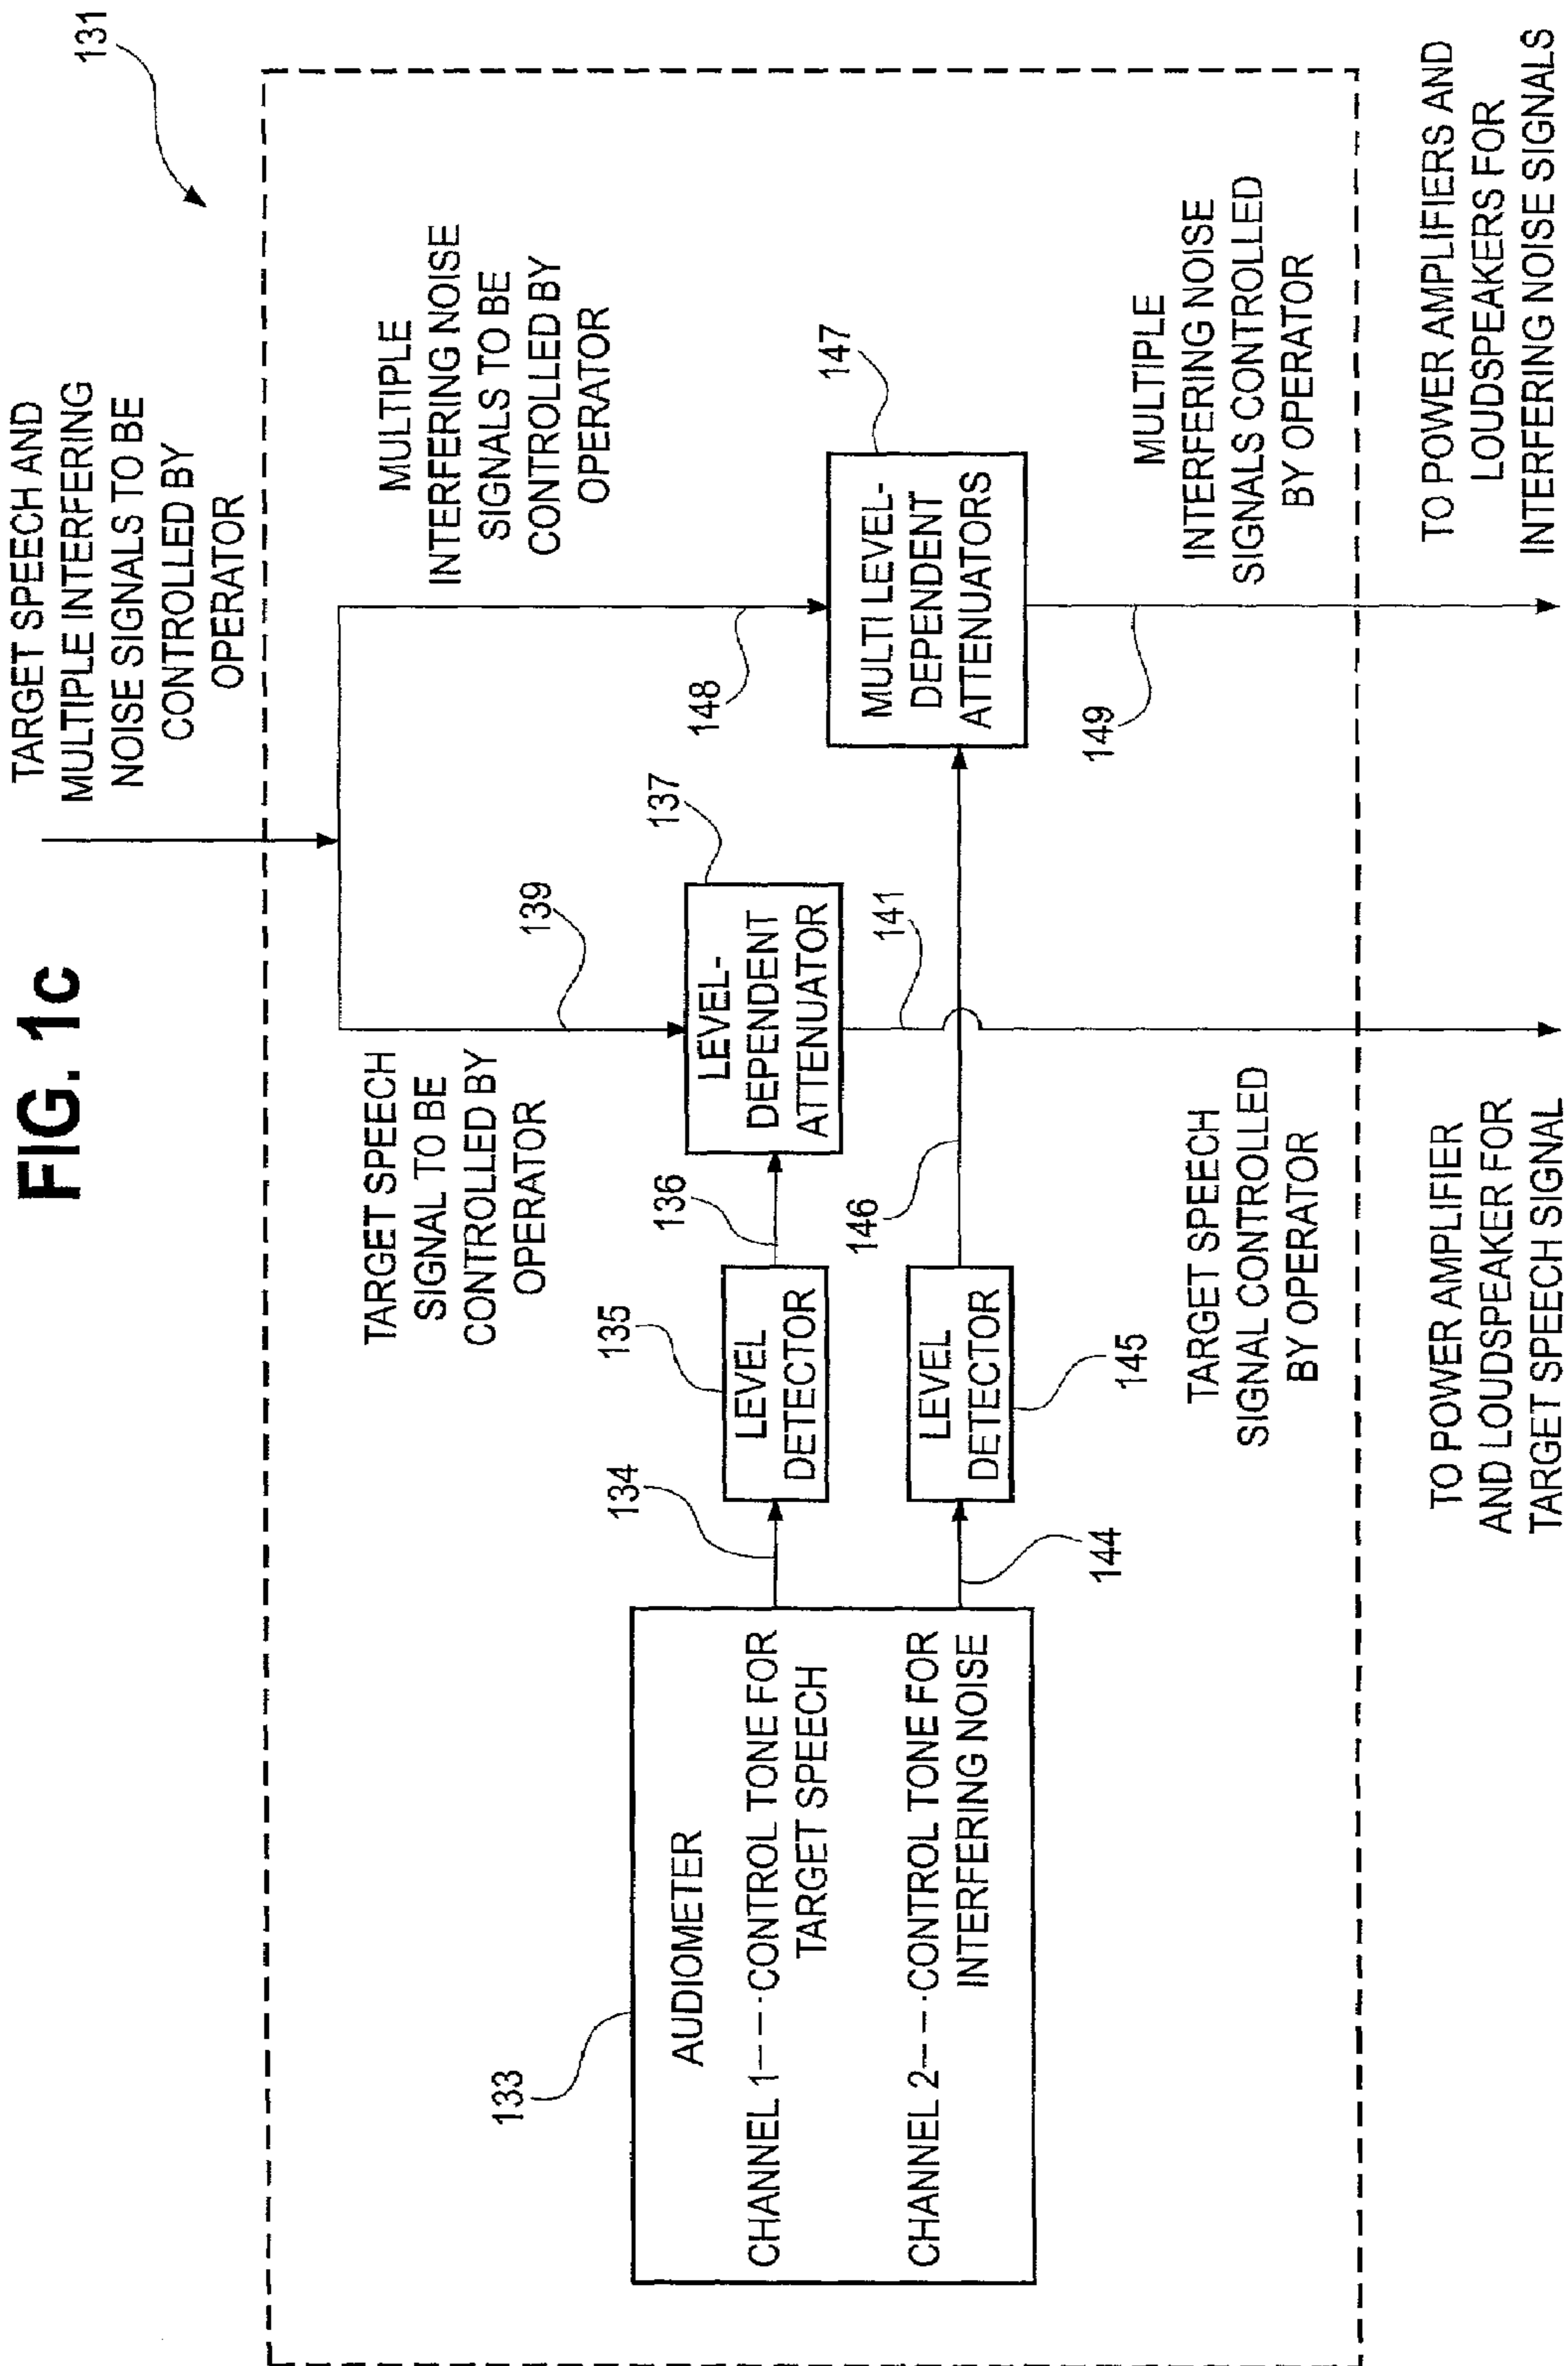 FIG. 1c
131
TARGET SPEECH AND
MULTIPLE INTERFERING
NOISE SIGNALS TO BE
CONTROLLED BY
OPERATOR
TARGET SPEECH
SIGNAL TO BE
CONTROLLED BY
OPERATOR
139
MULTIPLE
INTERFERING NOISE
SIGNALS TO BE
CONTROLLED BY
OPERATOR
148
133
AUDIOMETER
CHANNEL 1---CONTROL TONE FOR
TARGET SPEECH
CHANNEL 2---CONTROL TONE FOR
INTERFERING NOISE
134
135
LEVEL
DETECTOR
136
137
LEVEL-
DEPENDENT
ATTENUATOR
141
144
LEVEL
DETECTOR
145
146
147
MULTI LEVEL-
DEPENDENT
ATTENUATORS
149
TARGET SPEECH
SIGNAL CONTROLLED
BY OPERATOR
MULTIPLE
INTERFERING NOISE
SIGNALS CONTROLLED
BY OPERATOR
TO POWER AMPLIFIER
AND LOUDSPEAKER FOR
TARGET SPEECH SIGNAL
TO POWER AMPLIFIERS AND
LOUDSPEAKERS FOR
INTERFERING NOISE SIGNALS